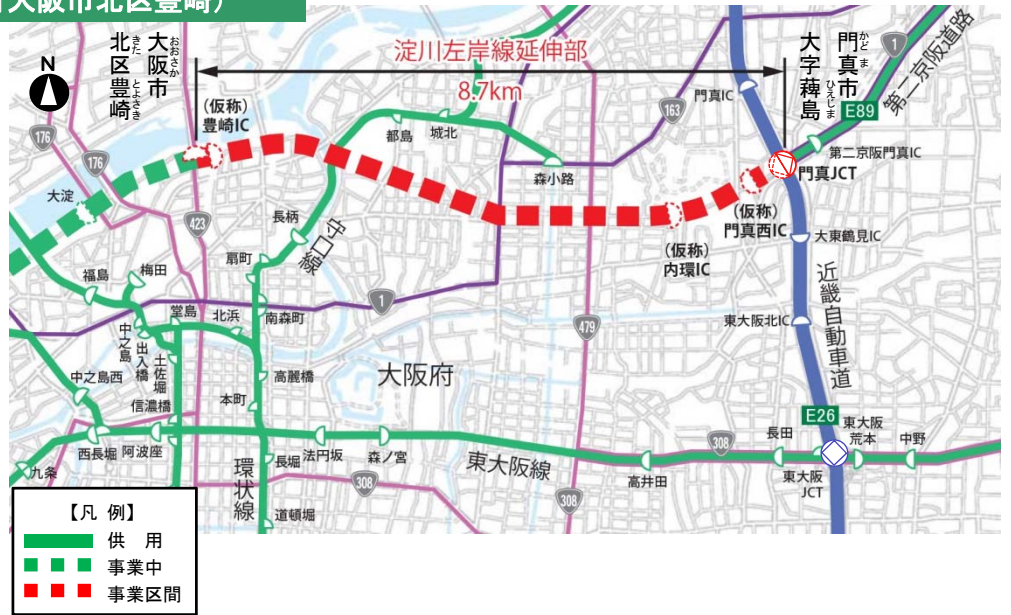 大阪市北区豊崎）
N
大阪市
おおさか
北区豊崎
きた とよさき
淀川左岸線延伸部
8.7km
門真市
かどま
大字薭島
ひえじま
第二京阪道路
1
E89
176
176
423
163
479
1
308
308
308
E26
（仮称）
豊崎IC
都島
城北
森小路
門真IC
第二京阪門真IC
門真JCT
（仮称）
門真西IC
（仮称）
内環IC
大東鶴見IC
近畿自動車道
東大阪北IC
大淀
長柄
守口線
扇町
福島
梅田
堂島
北浜
南森町
中之島
出入橋
土佐堀
中之島西
信濃橋
高麗橋
本町
大阪府
西長堀
阿波座
九条
環状線
長堀
法円坂
森ノ宮
道頓堀
東大阪線
高井田
長田
東大阪
荒本
中野
東大阪
JCT
【凡 例】
供 用
事業中
事業区間